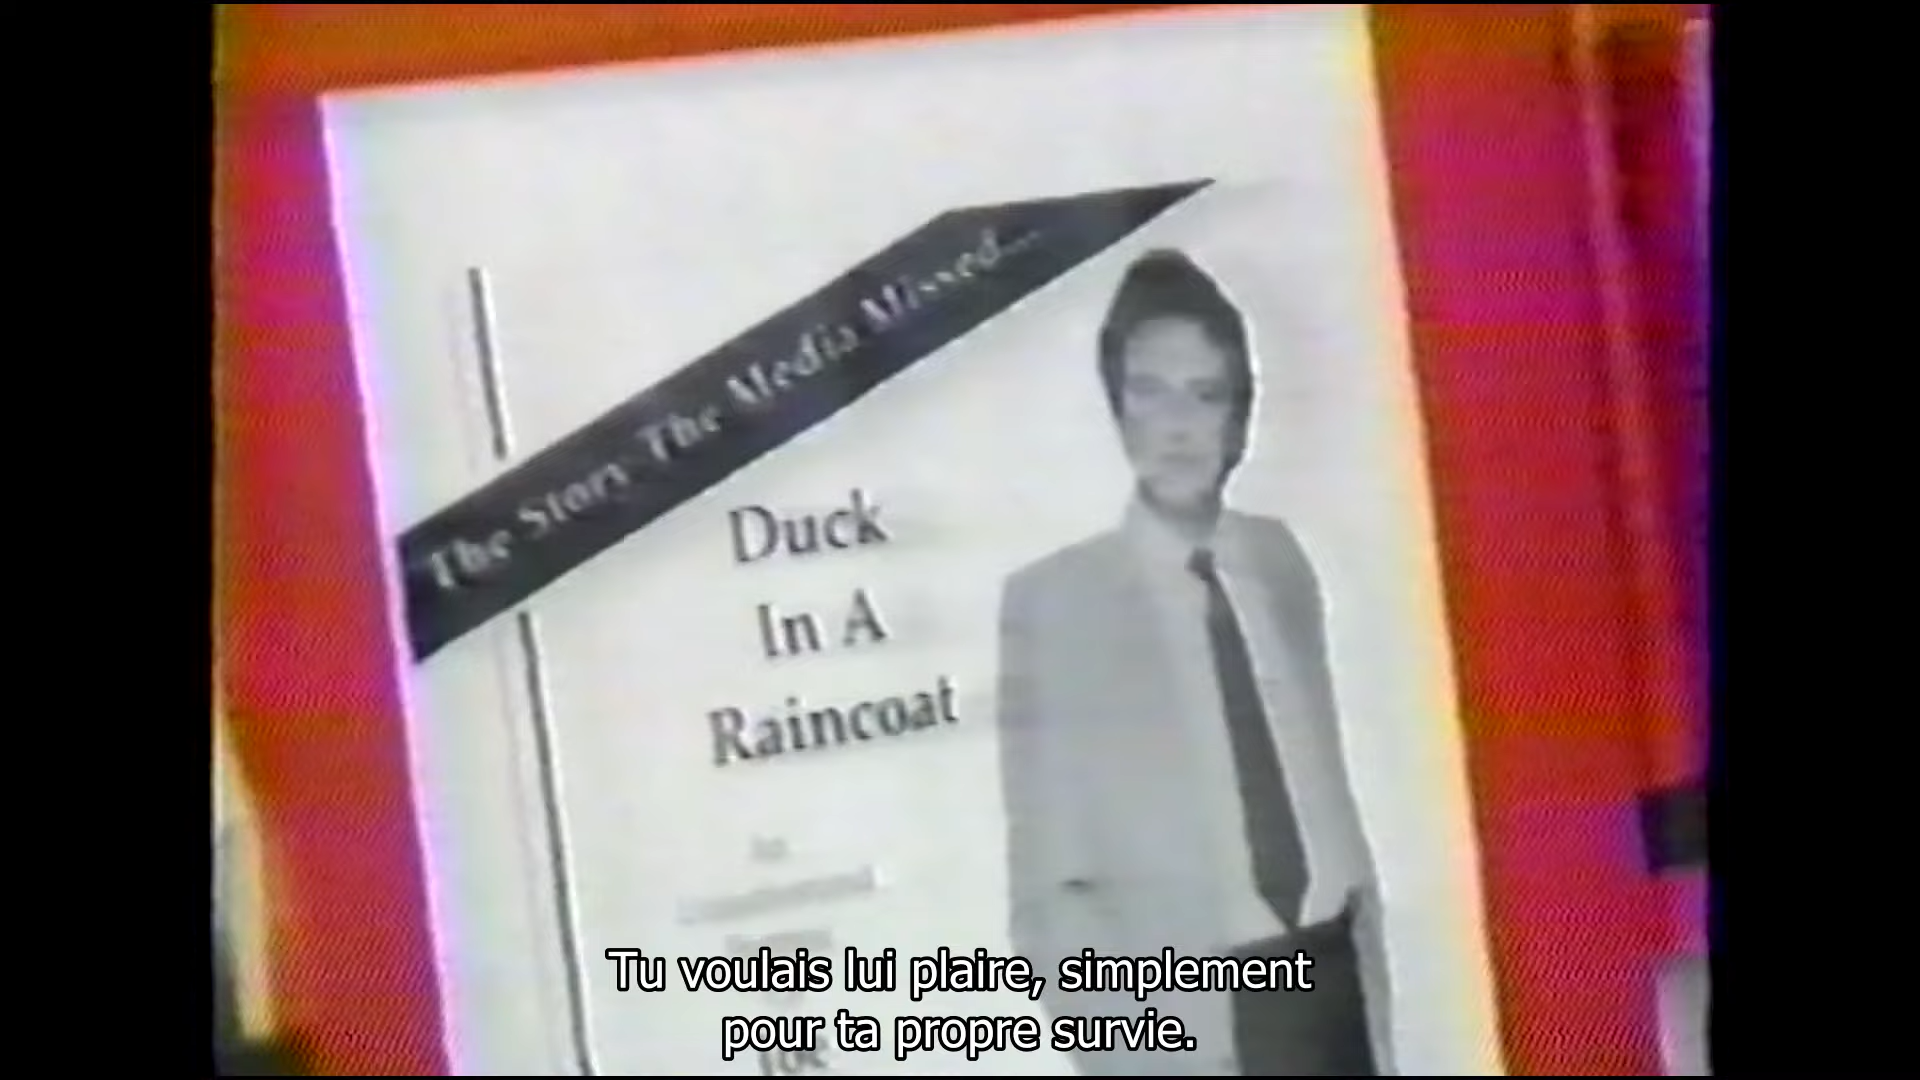 The Story The Media Missed...
Duck
In A
Raincoat
Tu voulais lui plaire, simplement
pour ta propre survie.